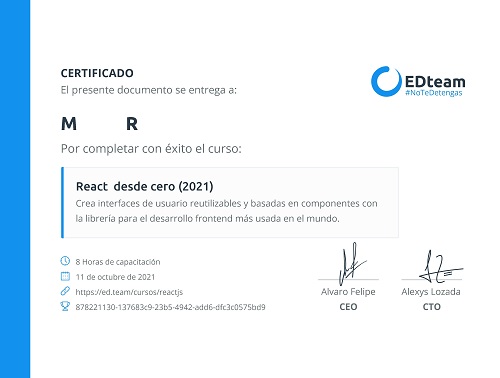 CERTIFICADO
El presente documento se entrega a:
EDteam
#NoTeDetengas
M R
Por completar con éxito el curso:
React desde cero (2021)
Crea interfaces de usuario reutilizables y basadas en componentes con
la librería para el desarrollo frontend más usada en el mundo.
8 Horas de capacitación
11 de octubre de 2021
https://ed.team/cursos/reactjs
878221130-137683c9-23b5-4942-add6-dfc3c0575bd9
Alvaro Felipe
CEO
Alexys Lozada
CTO